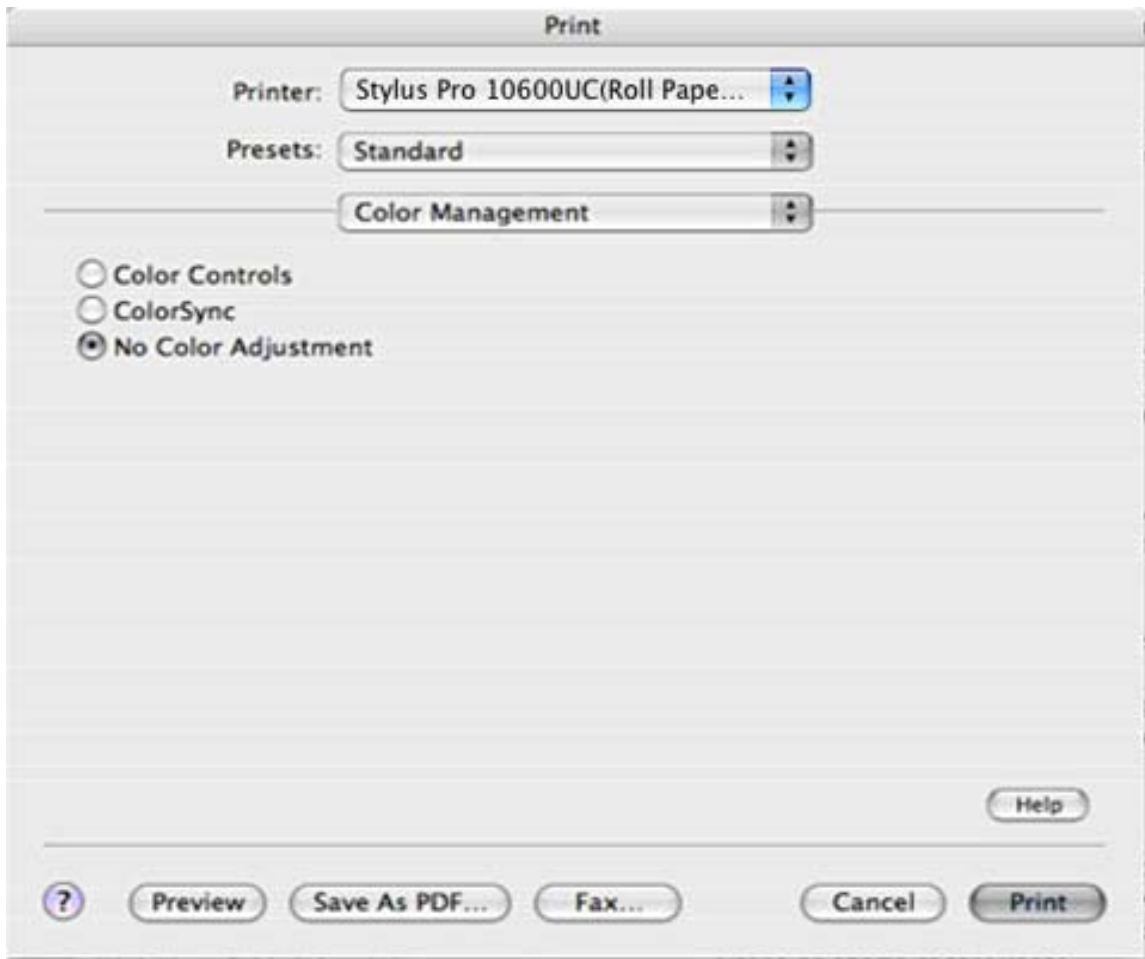 Print
Printer: Stylus Pro 10600UC(Roll Pape...
Presets: Standard
Color Management
Color Controls
ColorSync
No Color Adjustment
Help
? Preview Save As PDF... Fax... Cancel Print